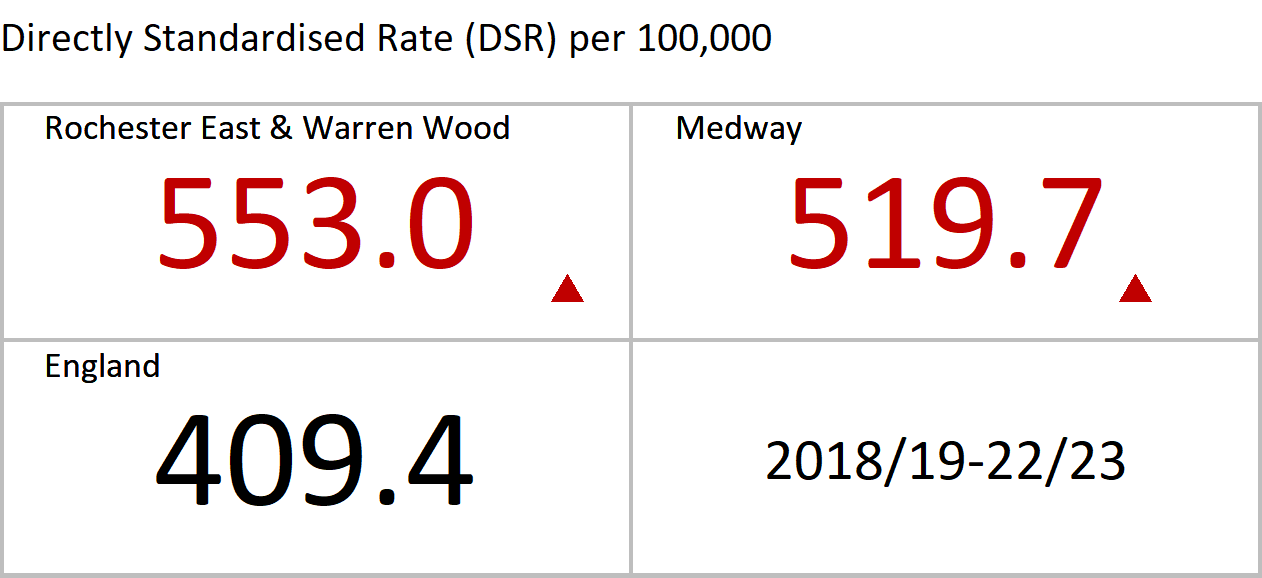 Directly Standardised Rate (DSR) per 100,000
Rochester East & Warren Wood
553.0
Medway
519.7
England
409.4
2018/19-22/23